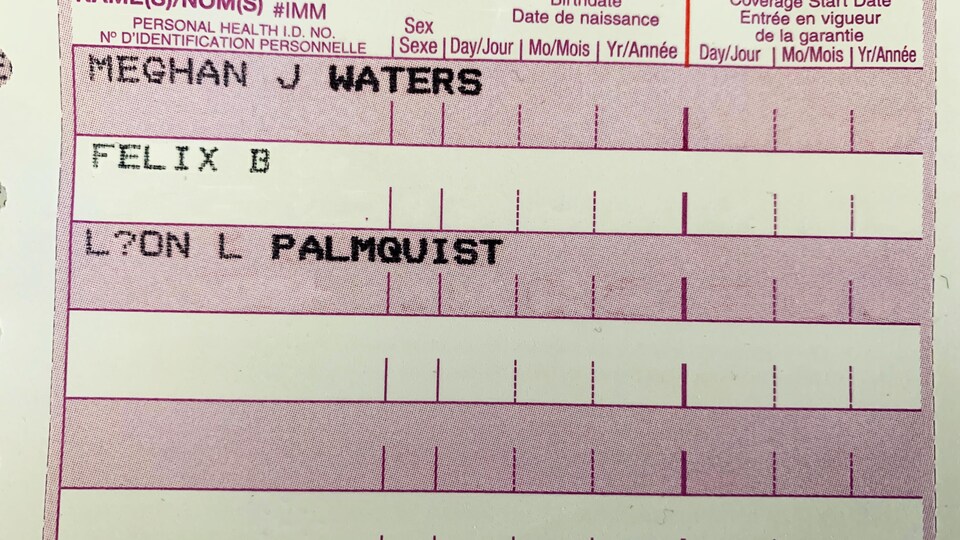 NAME(S)/NOM(S) #IMM
PERSONAL HEALTH I.D. NO.
Nº D'IDENTIFICATION PERSONNELLE
Sex
Sexe
Birthdate
Date de naissance
Day/Jour Mo/Mois Yr/Année
Coverage Start Date
Entrée en vigueur
de la garantie
Day/Jour Mo/Mois Yr/Année
MEGHAN J WATERS
FELIX B
L?ON L PALMQUIST